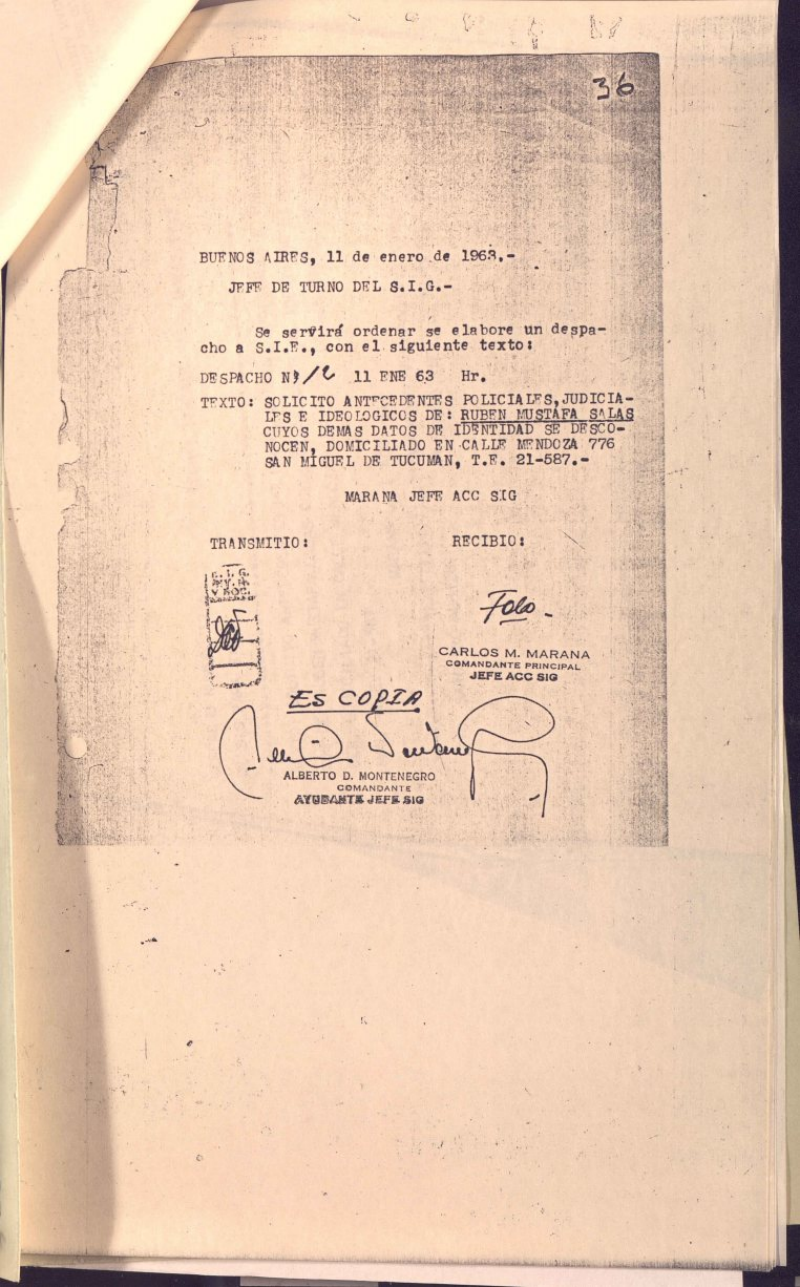 36
BUENOS AIRES, 11 de enero de 1963.-
JEFE DE TURNO DEL S.I.G.-
Se servirá ordenar se elabore un despa-
cho a S.I.E., con el siguiente texto:
DESPACHO Nº/2 11 ENE 63 Hr.
TEXTO: SOLICITO ANTECEDENTES POLICIALES, JUDICIA-
LES E IDEOLOGICOS DE: RUBEN MUSTAFA SALAS
CUYOS DEMAS DATOS DE IDENTIDAD SE DESCO-
NOCEN, DOMICILIADO EN CALLE MENDOZA 776
SAN MIGUEL DE TUCUMAN, T.E. 21-587.-
MARANA JEFE ACC SIG
TRANSMITIO: RECIBIO:
Fdo.-
CARLOS M. MARANA
COMANDANTE PRINCIPAL
JEFE ACC SIG
ES COPIA
ALBERTO D. MONTENEGRO
COMANDANTE
AYUDANTE JEFE SIG